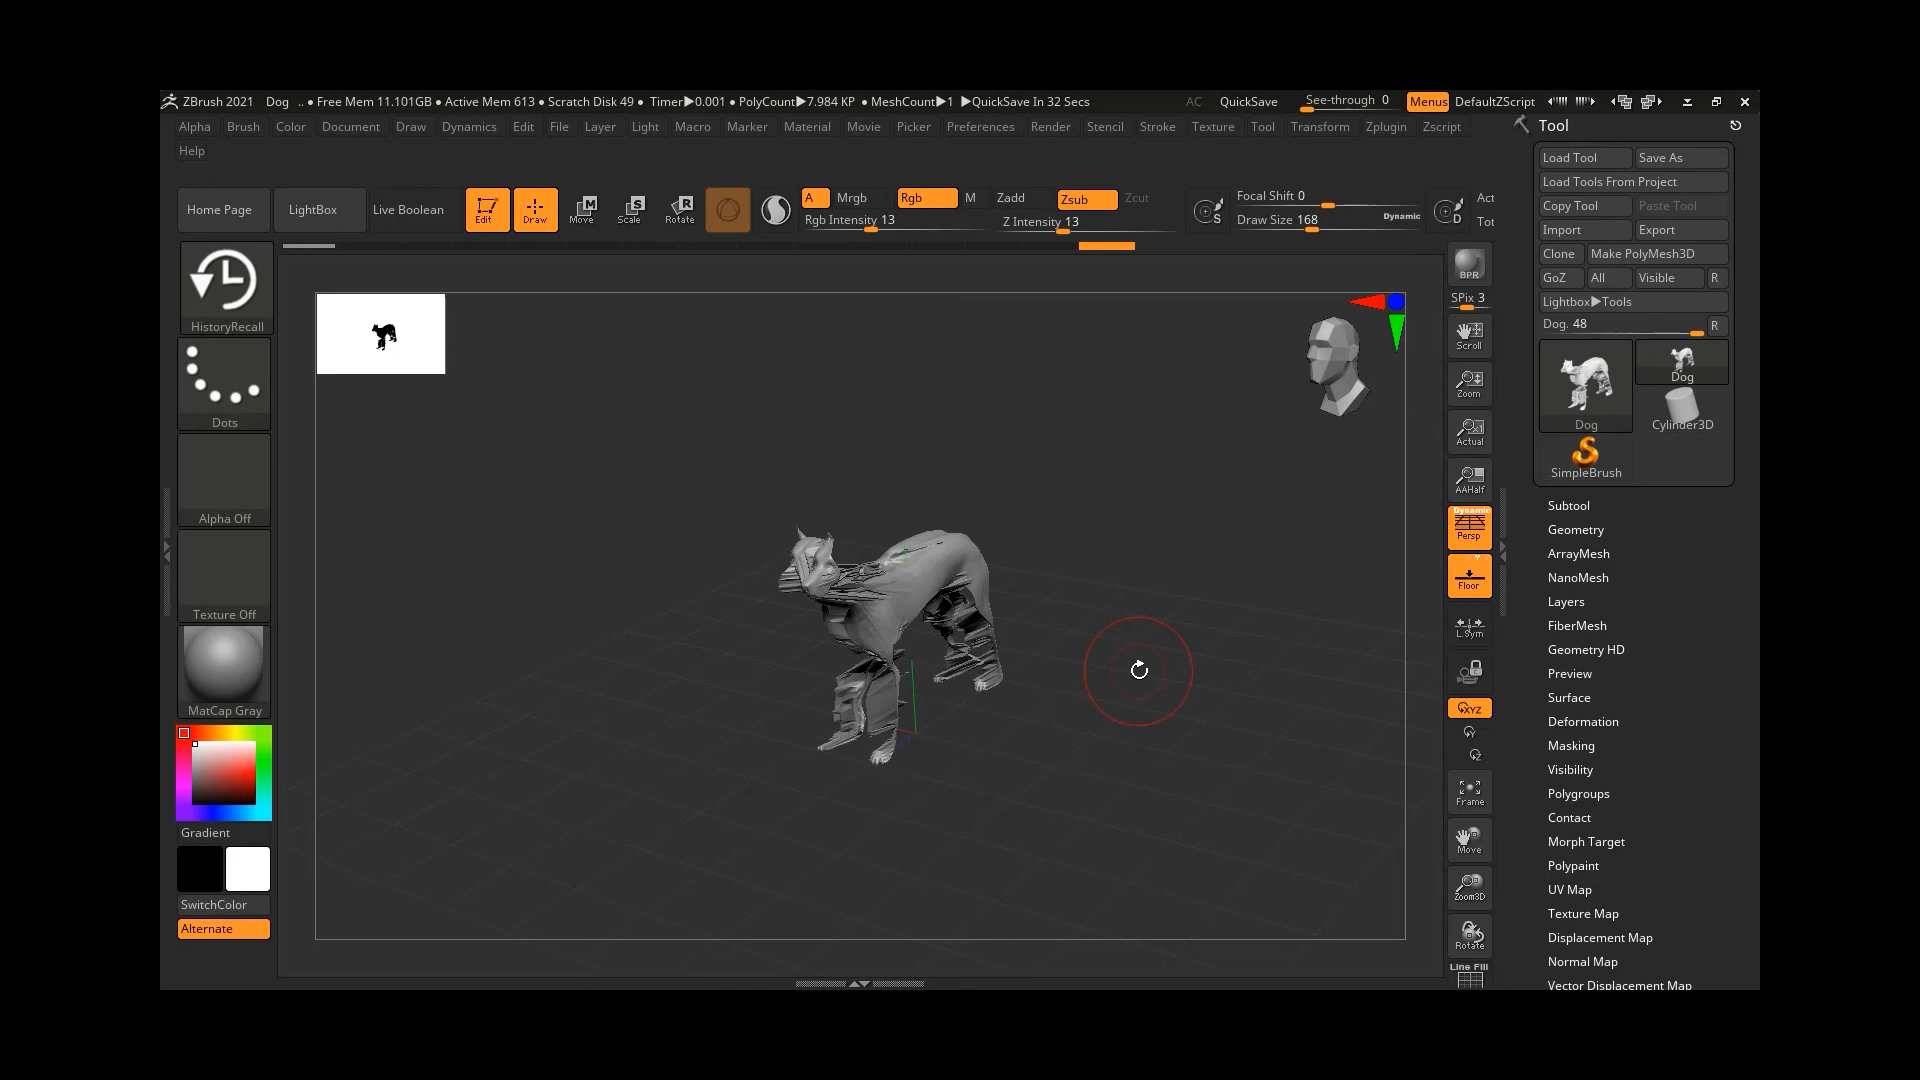 ZBrush 2021 Dog .. ● Free Mem 11.101GB ● Active Mem 613 ● Scratch Disk 49 ● Timer▶0.001 ● PolyCount▶7.984 KP ● MeshCount▶1 ▶QuickSave In 32 Secs AC QuickSave See-through 0 Menus DefaultZScript
Alpha Brush Color Document Draw Dynamics Edit File Layer Light Macro Marker Material Movie Picker Preferences Render Stencil Stroke Texture Tool Transform Zplugin Zscript
Help
Home Page LightBox Live Boolean Edit Draw Move Scale Rotate
A Mrgb Rgb M Zadd Zsub Zcut Focal Shift 0 Act
Rgb Intensity 13 Z Intensity 13 Draw Size 168 Dynamic Tot
HistoryRecall
Dots
Alpha Off
Texture Off
MatCap Gray
Gradient
SwitchColor
Alternate
BPR
SPix 3
Scroll
Zoom
Actual
AAHalf
Dynamic
Persp
Floor
L.Sym
XYZ
Y
Z
Frame
Move
Zoom3D
Rotate
Line Fill
Tool
Load Tool Save As
Load Tools From Project
Copy Tool Paste Tool
Import Export
Clone Make PolyMesh3D
GoZ All Visible R
Lightbox▶Tools
Dog. 48 R
Dog
Dog Cylinder3D
SimpleBrush
Subtool
Geometry
ArrayMesh
NanoMesh
Layers
FiberMesh
Geometry HD
Preview
Surface
Deformation
Masking
Visibility
Polygroups
Contact
Morph Target
Polypaint
UV Map
Texture Map
Displacement Map
Normal Map
Vector Displacement Map